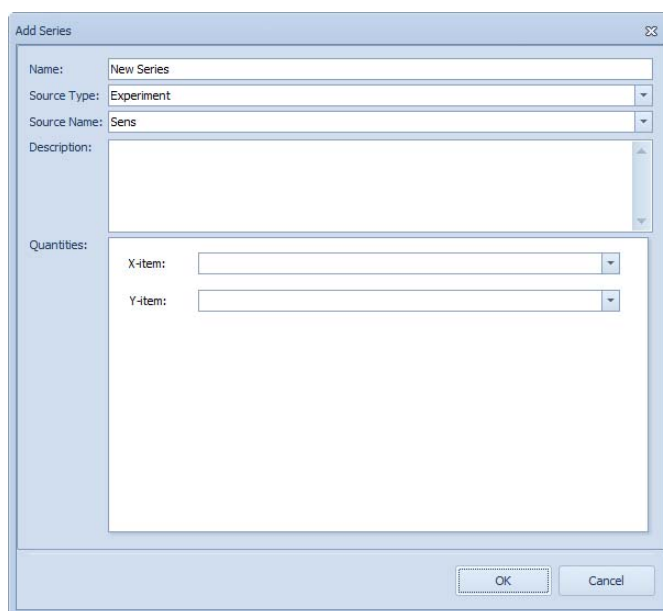 Add Series
Name: New Series
Source Type: Experiment
Source Name: Sens
Description:
Quantities:
X-item:
Y-item:
OK Cancel